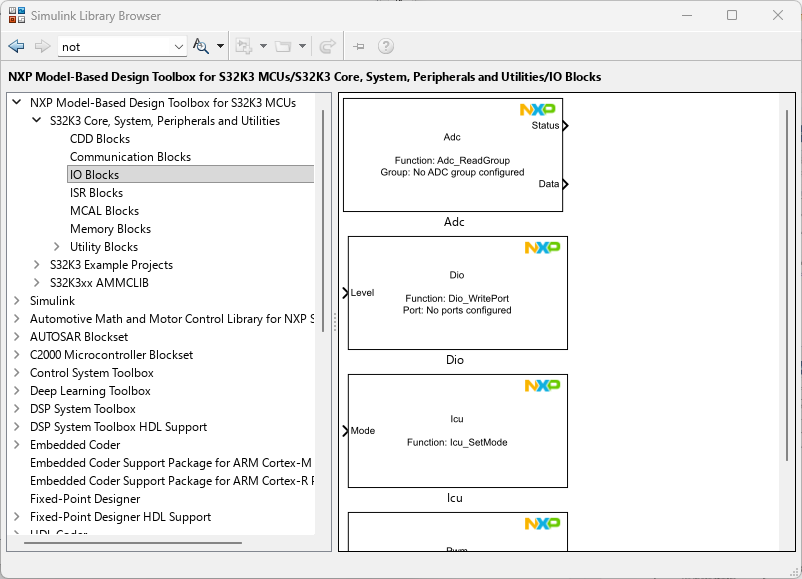 Simulink Library Browser
not
NXP Model-Based Design Toolbox for S32K3 MCUs/S32K3 Core, System, Peripherals and Utilities/IO Blocks
NXP Model-Based Design Toolbox for S32K3 MCUs
S32K3 Core, System, Peripherals and Utilities
CDD Blocks
Communication Blocks
IO Blocks
ISR Blocks
MCAL Blocks
Memory Blocks
Utility Blocks
S32K3 Example Projects
S32K3xx AMMCLIB
Simulink
Automotive Math and Motor Control Library for NXP S
AUTOSAR Blockset
C2000 Microcontroller Blockset
Control System Toolbox
Deep Learning Toolbox
DSP System Toolbox
DSP System Toolbox HDL Support
Embedded Coder
Embedded Coder Support Package for ARM Cortex-M
Embedded Coder Support Package for ARM Cortex-R
Fixed-Point Designer
Fixed-Point Designer HDL Support
HDL Coder
NXP
Status
Adc
Function: Adc_ReadGroup
Group: No ADC group configured
Data
Adc
NXP
Dio
Level
Function: Dio_WritePort
Port: No ports configured
Dio
NXP
Icu
Mode
Function: Icu_SetMode
Icu
NXP
Pwm